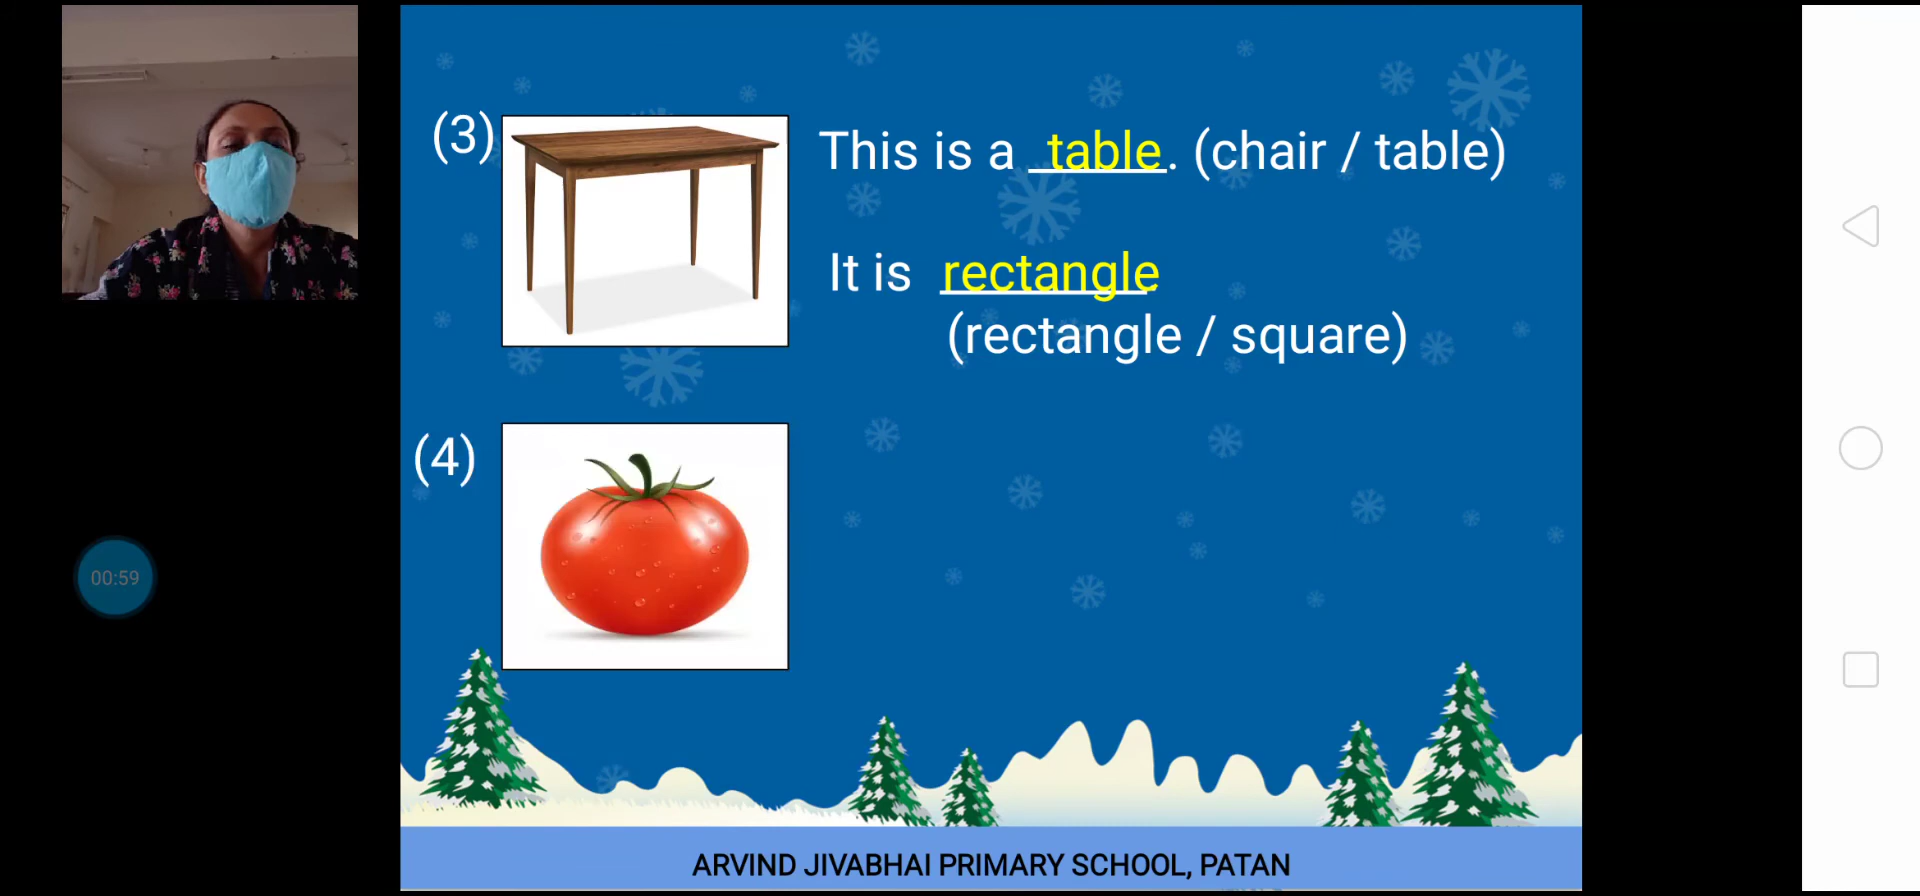 (3)
This is a table. (chair / table)
It is rectangle.
(rectangle / square)
(4)
00:59
ARVIND JIVABHAI PRIMARY SCHOOL, PATAN